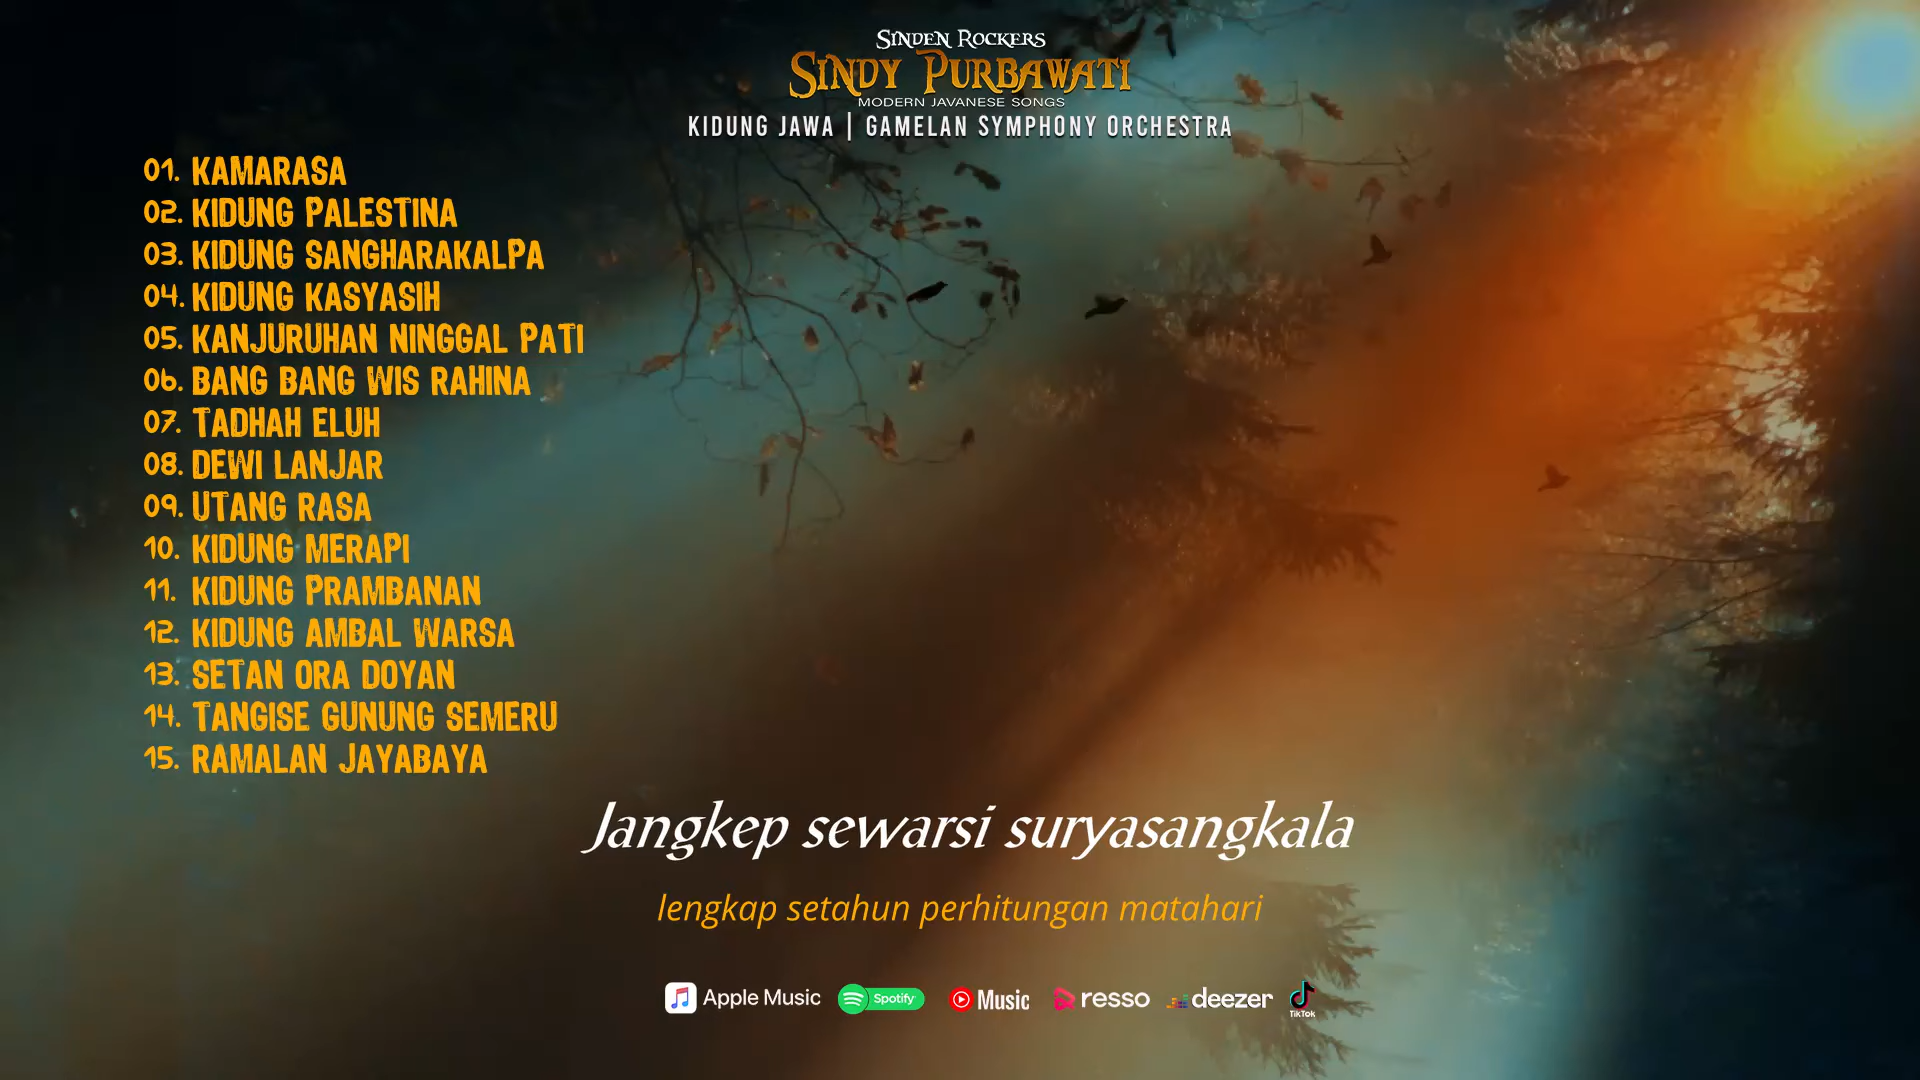 SINDEN ROCKERS
SINDY PURBAWATI
MODERN JAVANESE SONGS
KIDUNG JAWA | GAMELAN SYMPHONY ORCHESTRA
01. KAMARASA
02. KIDUNG PALESTINA
03. KIDUNG SANGHARAKALPA
04. KIDUNG KASYASIH
05. KANJURUHAN NINGGAL PATI
06. BANG BANG WIS RAHINA
07. TADHAH ELUH
08. DEWI LANJAR
09. UTANG RASA
10. KIDUNG MERAPI
11. KIDUNG PRAMBANAN
12. KIDUNG AMBAL WARSA
13. SETAN ORA DOYAN
14. TANGISE GUNUNG SEMERU
15. RAMALAN JAYABAYA
Jangkep sewarsi suryasangkala
lengkap setahun perhitungan matahari
Apple Music Spotify Music resso deezer TikTok